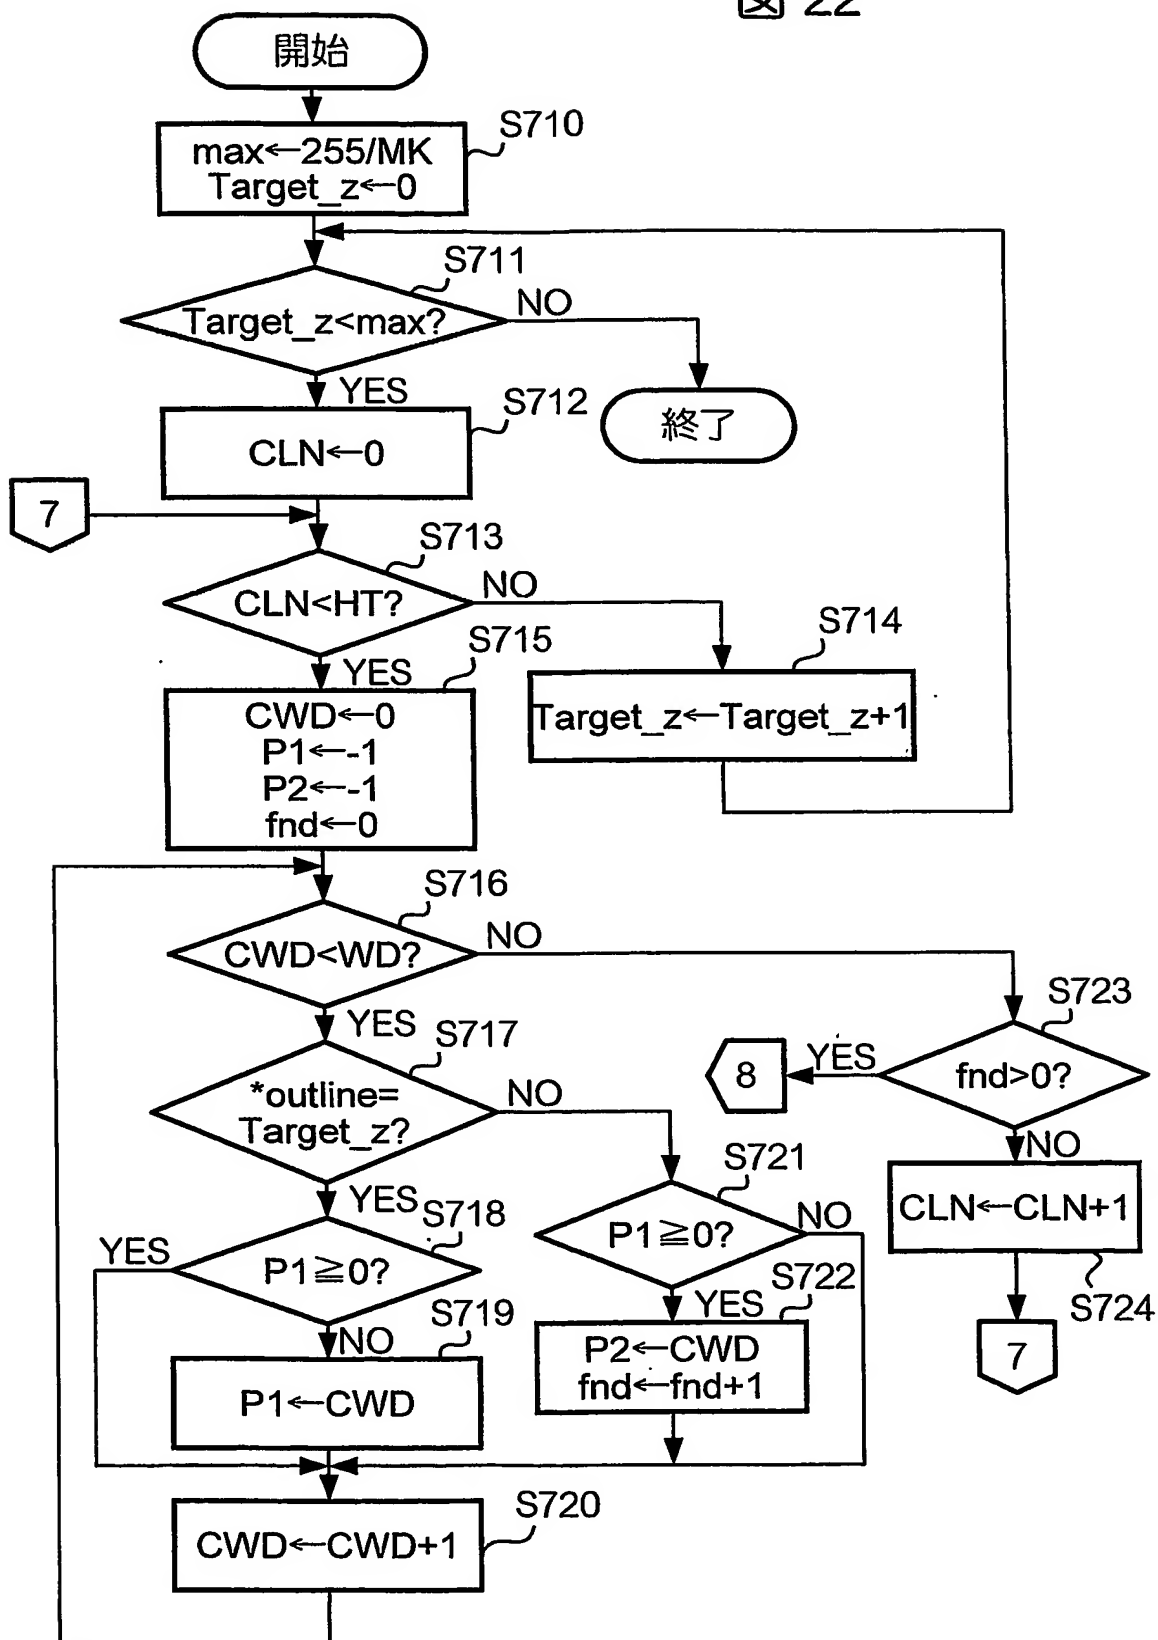 図 22
開始
S710
max←255/MK
Target_z←0
S711
Target_z<max?
NO
YES
終了
S712
CLN←0
7
S713
CLN<HT?
NO
YES
S714
Target_z←Target_z+1
S715
CWD←0
P1←-1
P2←-1
fnd←0
S716
CWD<WD?
NO
YES
S717
*outline=
Target_z?
NO
YES
S723
fnd>0?
YES
8
NO
S718
P1≧0?
YES
NO
S721
P1≧0?
NO
YES
CLN←CLN+1
S724
7
S719
P1←CWD
S722
P2←CWD
fnd←fnd+1
S720
CWD←CWD+1